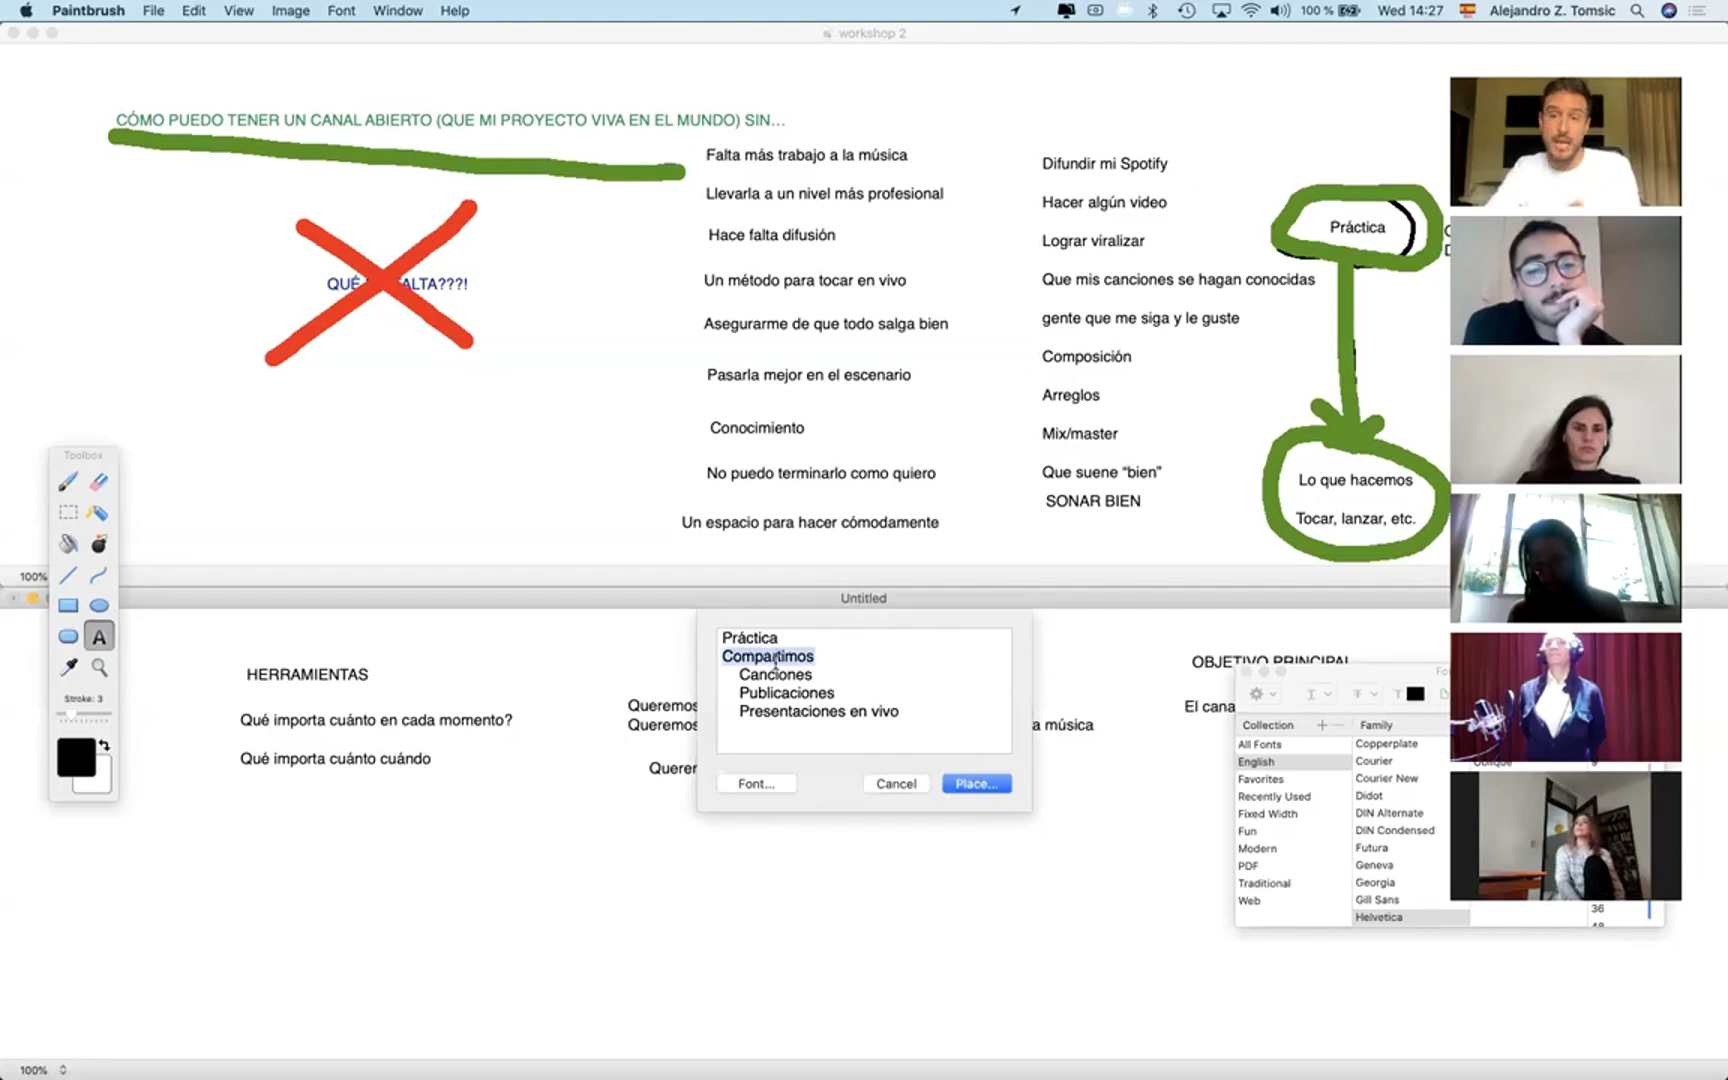 Paintbrush File Edit View Image Font Window Help
100 % Wed 14:27 Alejandro Z. Tomsic
workshop 2
CÓMO PUEDO TENER UN CANAL ABIERTO (QUE MI PROYECTO VIVA EN EL MUNDO) SIN...
QUÉ ALTA???!
Falta más trabajo a la música
Llevarla a un nivel más profesional
Hace falta difusión
Un método para tocar en vivo
Asegurarme de que todo salga bien
Pasarla mejor en el escenario
Conocimiento
No puedo terminarlo como quiero
Un espacio para hacer cómodamente
Difundir mi Spotify
Hacer algún video
Lograr viralizar
Que mis canciones se hagan conocidas
gente que me siga y le guste
Composición
Arreglos
Mix/master
Que suene “bien”
SONAR BIEN
Práctica
Lo que hacemos
Tocar, lanzar, etc.
Toolbox
A
Stroke: 3
100%
Untitled
HERRAMIENTAS
Qué importa cuánto en cada momento?
Qué importa cuánto cuándo
Queremos
Queremos
Querer
a música
Práctica
Compartimos
Canciones
Publicaciones
Presentaciones en vivo
Font...
Cancel
Place...
OBJETIVO PRINCIPAL
El cana
Collection
All Fonts
English
Favorites
Recently Used
Fixed Width
Fun
Modern
PDF
Traditional
Web
Family
Copperplate
Courier
Courier New
Didot
DIN Alternate
DIN Condensed
Futura
Geneva
Georgia
Gill Sans
Helvetica
36
100%